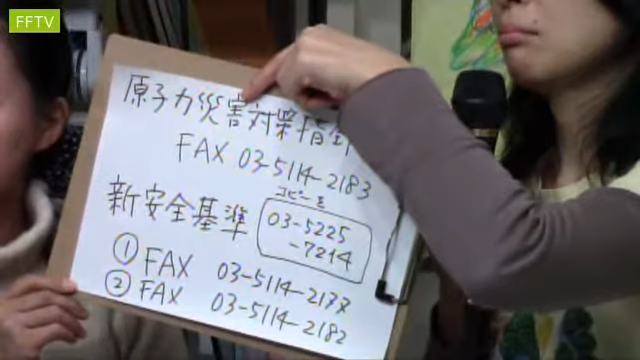 FFTV
原子力災害対策指針
FAX 03-5114-2183
新安全基準
コピーを
03-5225
-7214
① FAX 03-5114-2177
② FAX 03-5114-2182